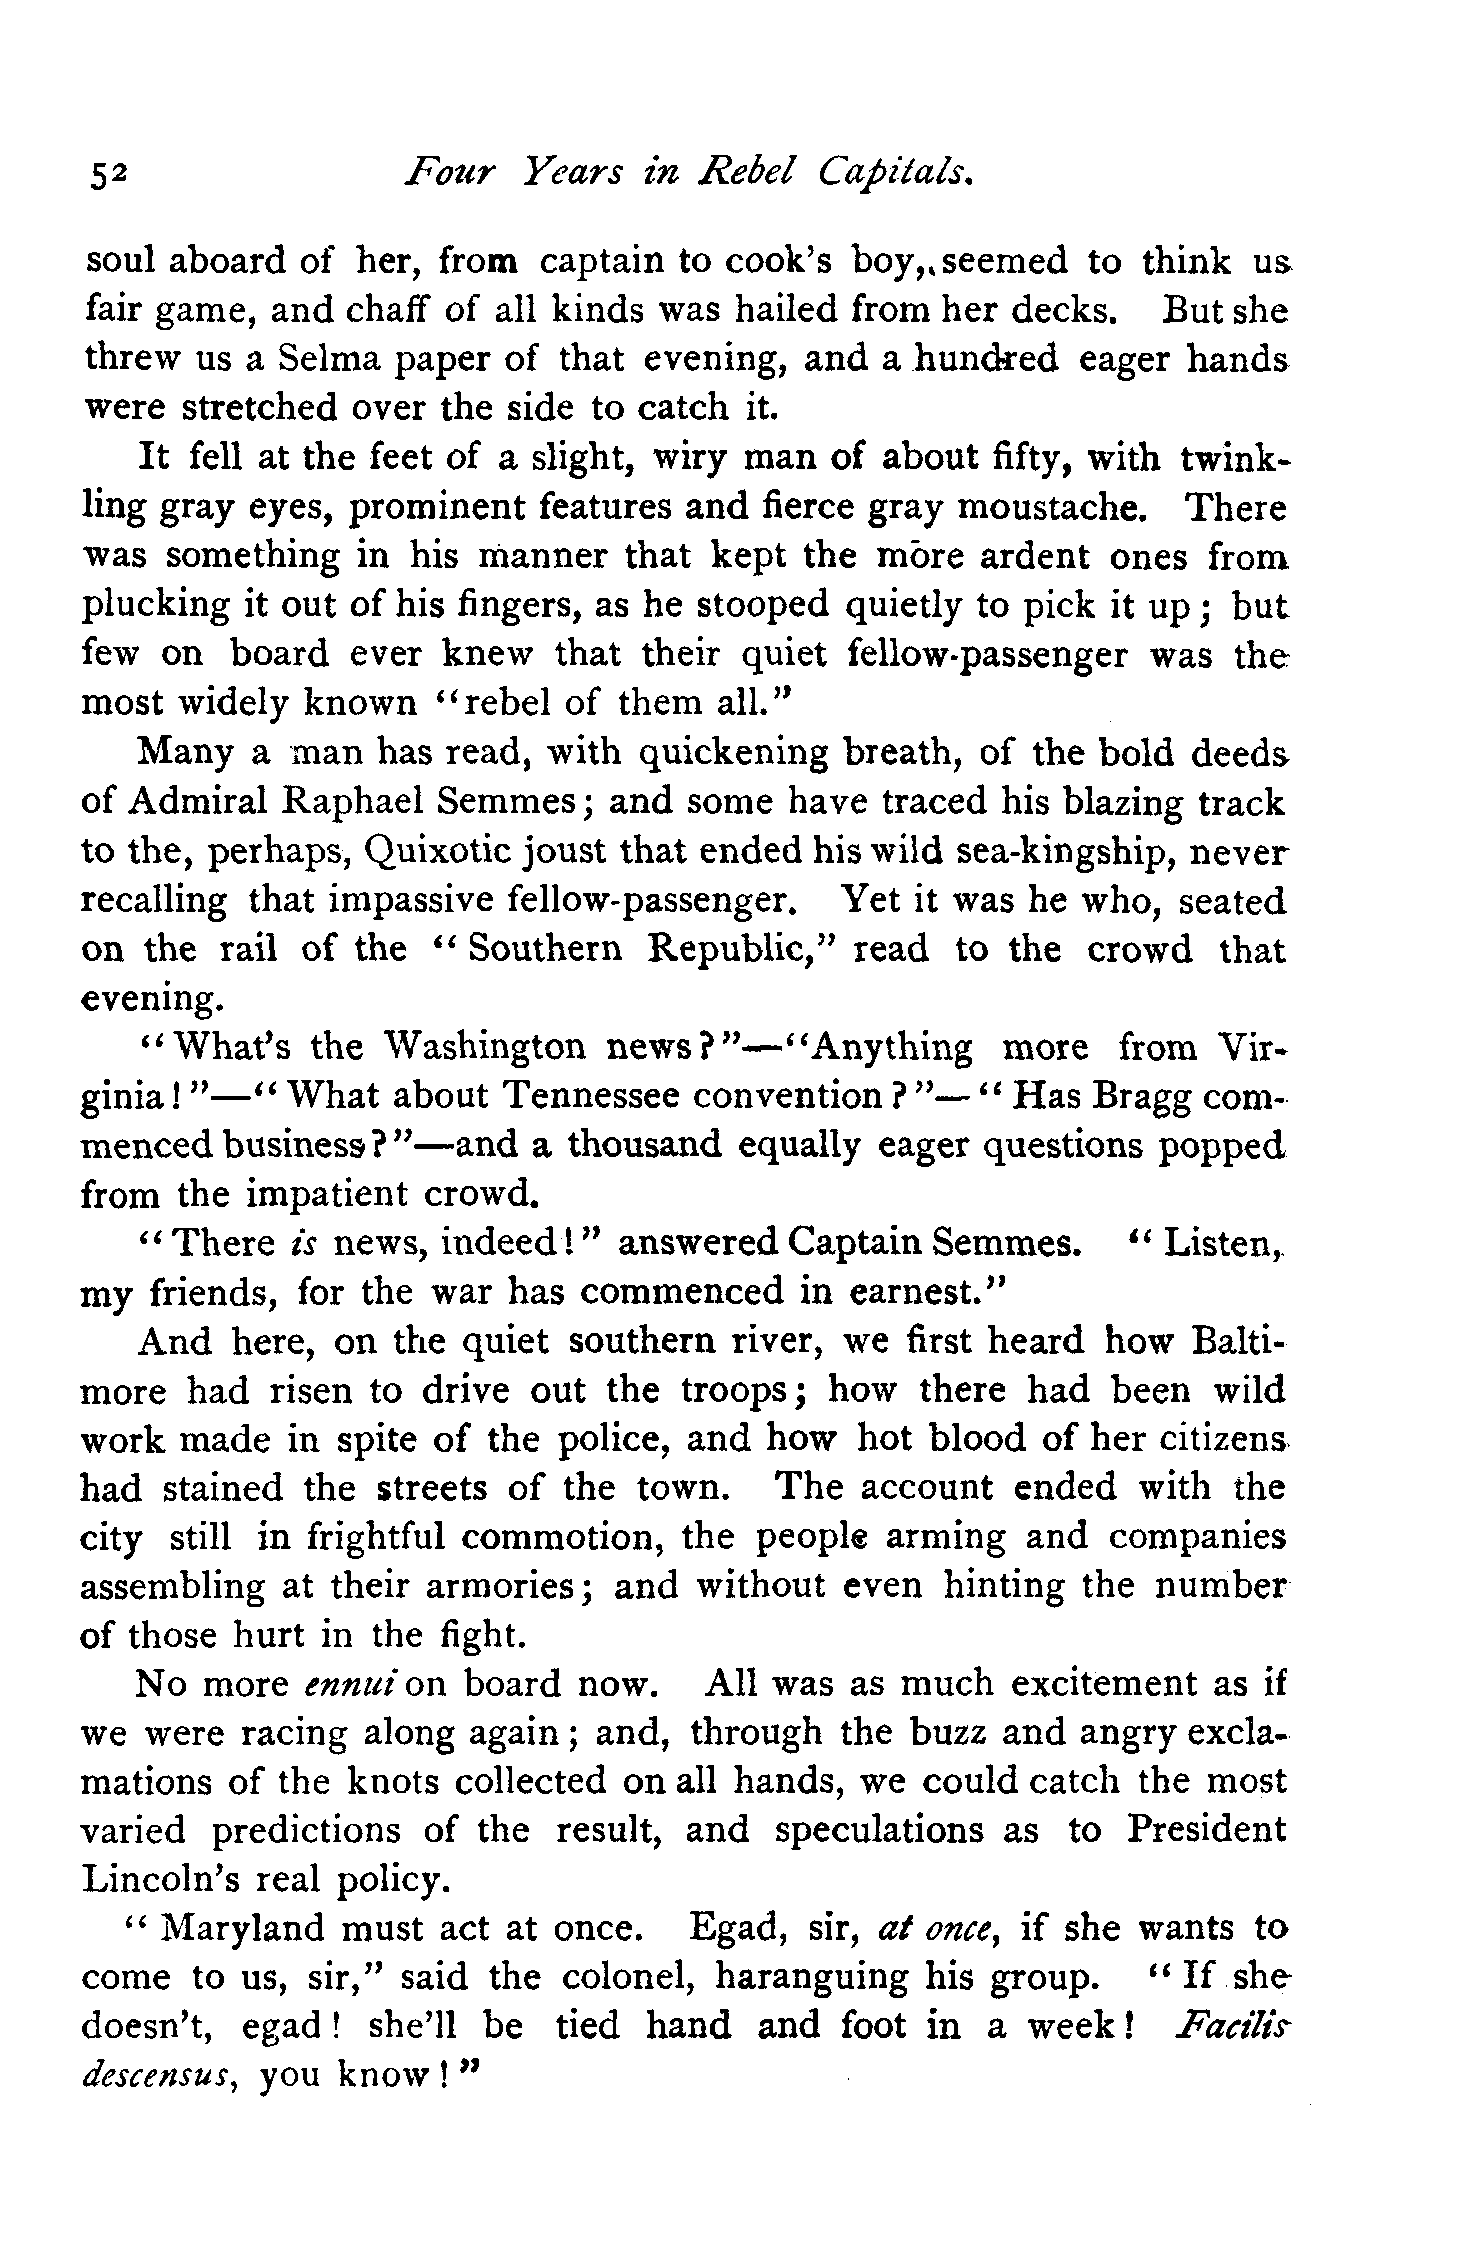 52 Four Years in Rebel Capitals.
soul aboard of her, from captain to cook's boy, seemed to think us
fair game, and chaff of all kinds was hailed from her decks. But she
threw us a Selma paper of that evening, and a hundred eager hands
were stretched over the side to catch it.
It fell at the feet of a slight, wiry man of about fifty, with twink-
ling gray eyes, prominent features and fierce gray moustache. There
was something in his manner that kept the more ardent ones from
plucking it out of his fingers, as he stooped quietly to pick it up; but
few on board ever knew that their quiet fellow-passenger was the
most widely known "rebel of them all."
Many a man has read, with quickening breath, of the bold deeds
of Admiral Raphael Semmes; and some have traced his blazing track
to the, perhaps, Quixotic joust that ended his wild sea-kingship, never
recalling that impassive fellow-passenger. Yet it was he who, seated
on the rail of the "Southern Republic," read to the crowd that
evening.
"What's the Washington news?"—"Anything more from Vir-
ginia!"—"What about Tennessee convention?"—"Has Bragg com-
menced business?"—and a thousand equally eager questions popped
from the impatient crowd.
"There is news, indeed!" answered Captain Semmes. "Listen,
my friends, for the war has commenced in earnest."
And here, on the quiet southern river, we first heard how Balti-
more had risen to drive out the troops; how there had been wild
work made in spite of the police, and how hot blood of her citizens
had stained the streets of the town. The account ended with the
city still in frightful commotion, the people arming and companies
assembling at their armories; and without even hinting the number
of those hurt in the fight.
No more ennui on board now. All was as much excitement as if
we were racing along again; and, through the buzz and angry excla-
mations of the knots collected on all hands, we could catch the most
varied predictions of the result, and speculations as to President
Lincoln's real policy.
"Maryland must act at once. Egad, sir, at once, if she wants to
come to us, sir," said the colonel, haranguing his group. "If she
doesn't, egad! she'll be tied hand and foot in a week! Facilis
descensus, you know!"